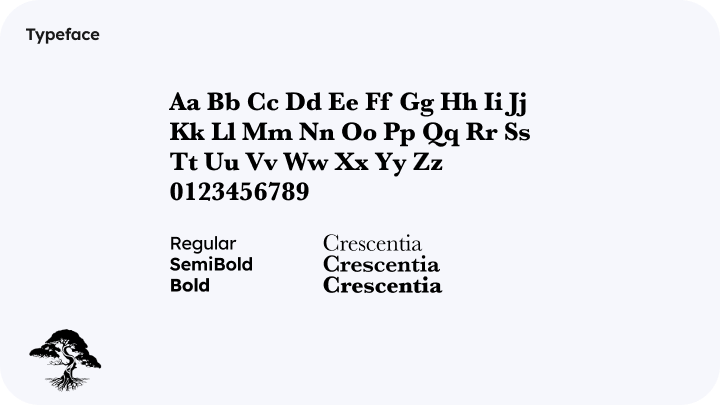 Typeface
Aa Bb Cc Dd Ee Ff Gg Hh Ii Jj
Kk Ll Mm Nn Oo Pp Qq Rr Ss
Tt Uu Vv Ww Xx Yy Zz
0123456789
Regular Crescentia
SemiBold Crescentia
Bold Crescentia